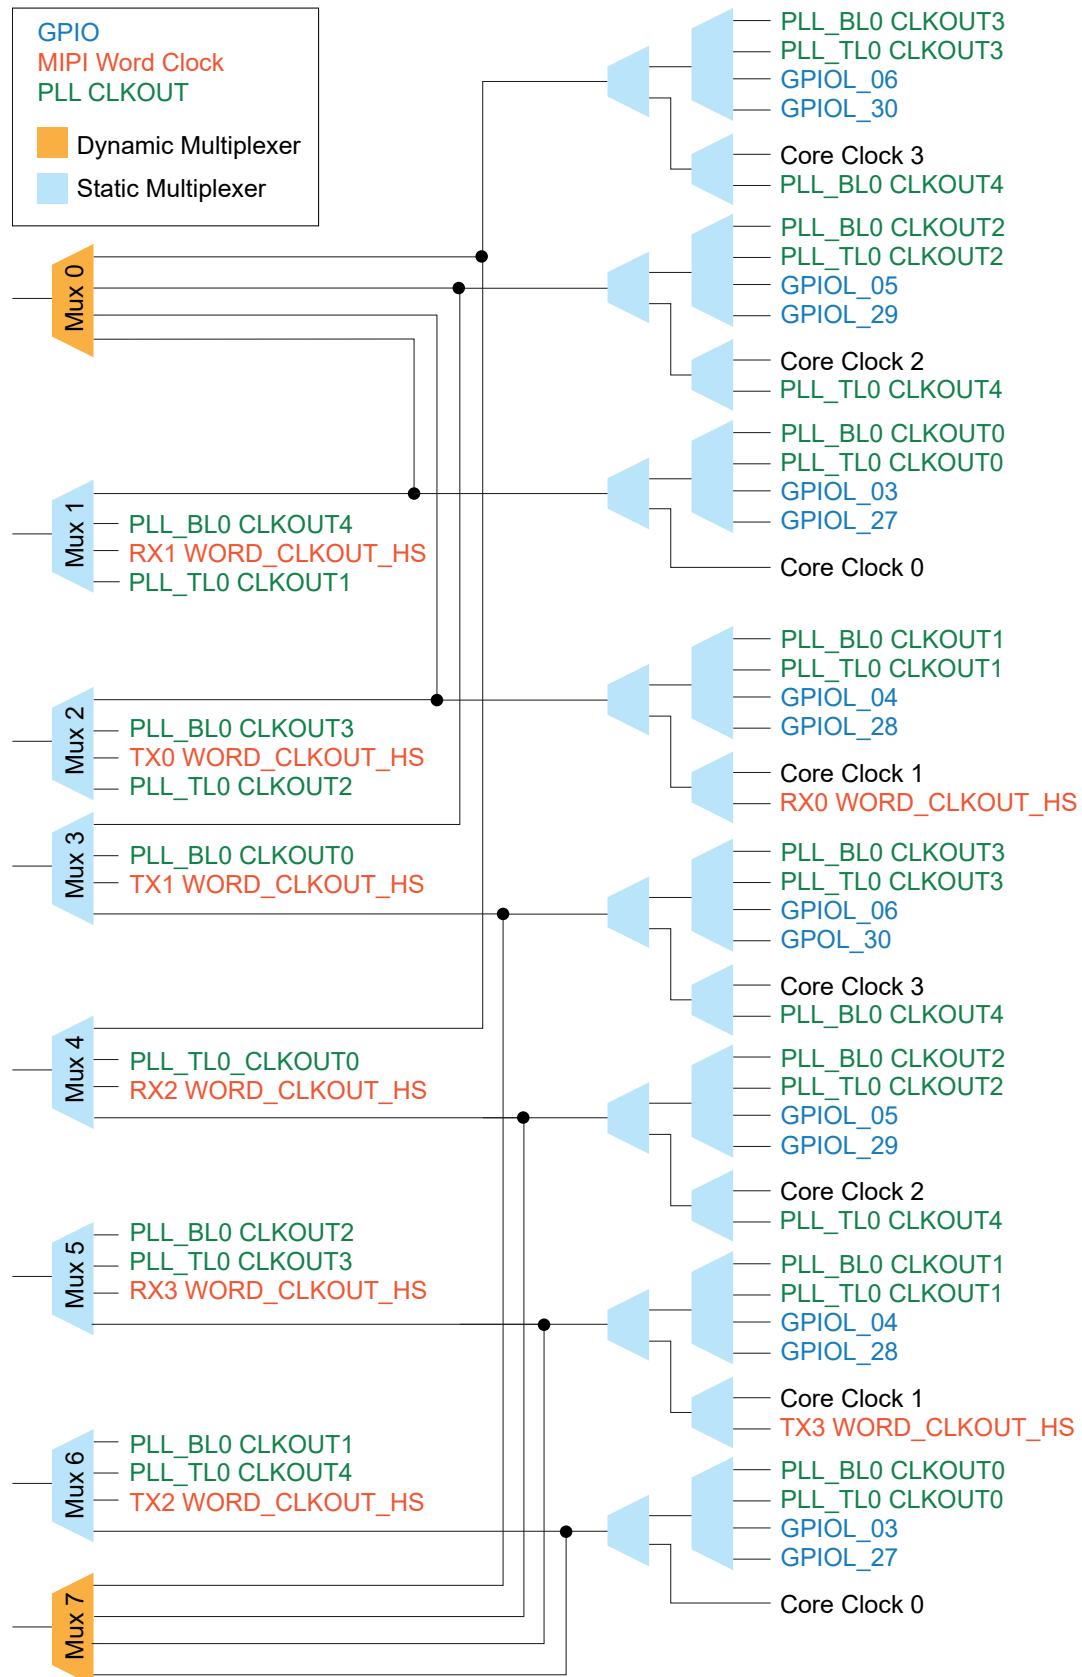 GPIO
MIPI Word Clock
PLL CLKOUT
Dynamic Multiplexer
Static Multiplexer
PLL_BL0 CLKOUT3
PLL_TL0 CLKOUT3
GPIOL_06
GPIOL_30
Core Clock 3
PLL_BL0 CLKOUT4
Mux 0
PLL_BL0 CLKOUT2
PLL_TL0 CLKOUT2
GPIOL_05
GPIOL_29
Core Clock 2
PLL_TL0 CLKOUT4
PLL_BL0 CLKOUT0
PLL_TL0 CLKOUT0
GPIOL_03
GPIOL_27
Core Clock 0
Mux 1
PLL_BL0 CLKOUT4
RX1 WORD_CLKOUT_HS
PLL_TL0 CLKOUT1
PLL_BL0 CLKOUT1
PLL_TL0 CLKOUT1
GPIOL_04
GPIOL_28
Core Clock 1
RX0 WORD_CLKOUT_HS
Mux 2
PLL_BL0 CLKOUT3
TX0 WORD_CLKOUT_HS
PLL_TL0 CLKOUT2
Mux 3
PLL_BL0 CLKOUT0
TX1 WORD_CLKOUT_HS
PLL_BL0 CLKOUT3
PLL_TL0 CLKOUT3
GPIOL_06
GPOL_30
Core Clock 3
PLL_BL0 CLKOUT4
Mux 4
PLL_TL0_CLKOUT0
RX2 WORD_CLKOUT_HS
PLL_BL0 CLKOUT2
PLL_TL0 CLKOUT2
GPIOL_05
GPIOL_29
Core Clock 2
PLL_TL0 CLKOUT4
Mux 5
PLL_BL0 CLKOUT2
PLL_TL0 CLKOUT3
RX3 WORD_CLKOUT_HS
PLL_BL0 CLKOUT1
PLL_TL0 CLKOUT1
GPIOL_04
GPIOL_28
Core Clock 1
TX3 WORD_CLKOUT_HS
Mux 6
PLL_BL0 CLKOUT1
PLL_TL0 CLKOUT4
TX2 WORD_CLKOUT_HS
PLL_BL0 CLKOUT0
PLL_TL0 CLKOUT0
GPIOL_03
GPIOL_27
Core Clock 0
Mux 7